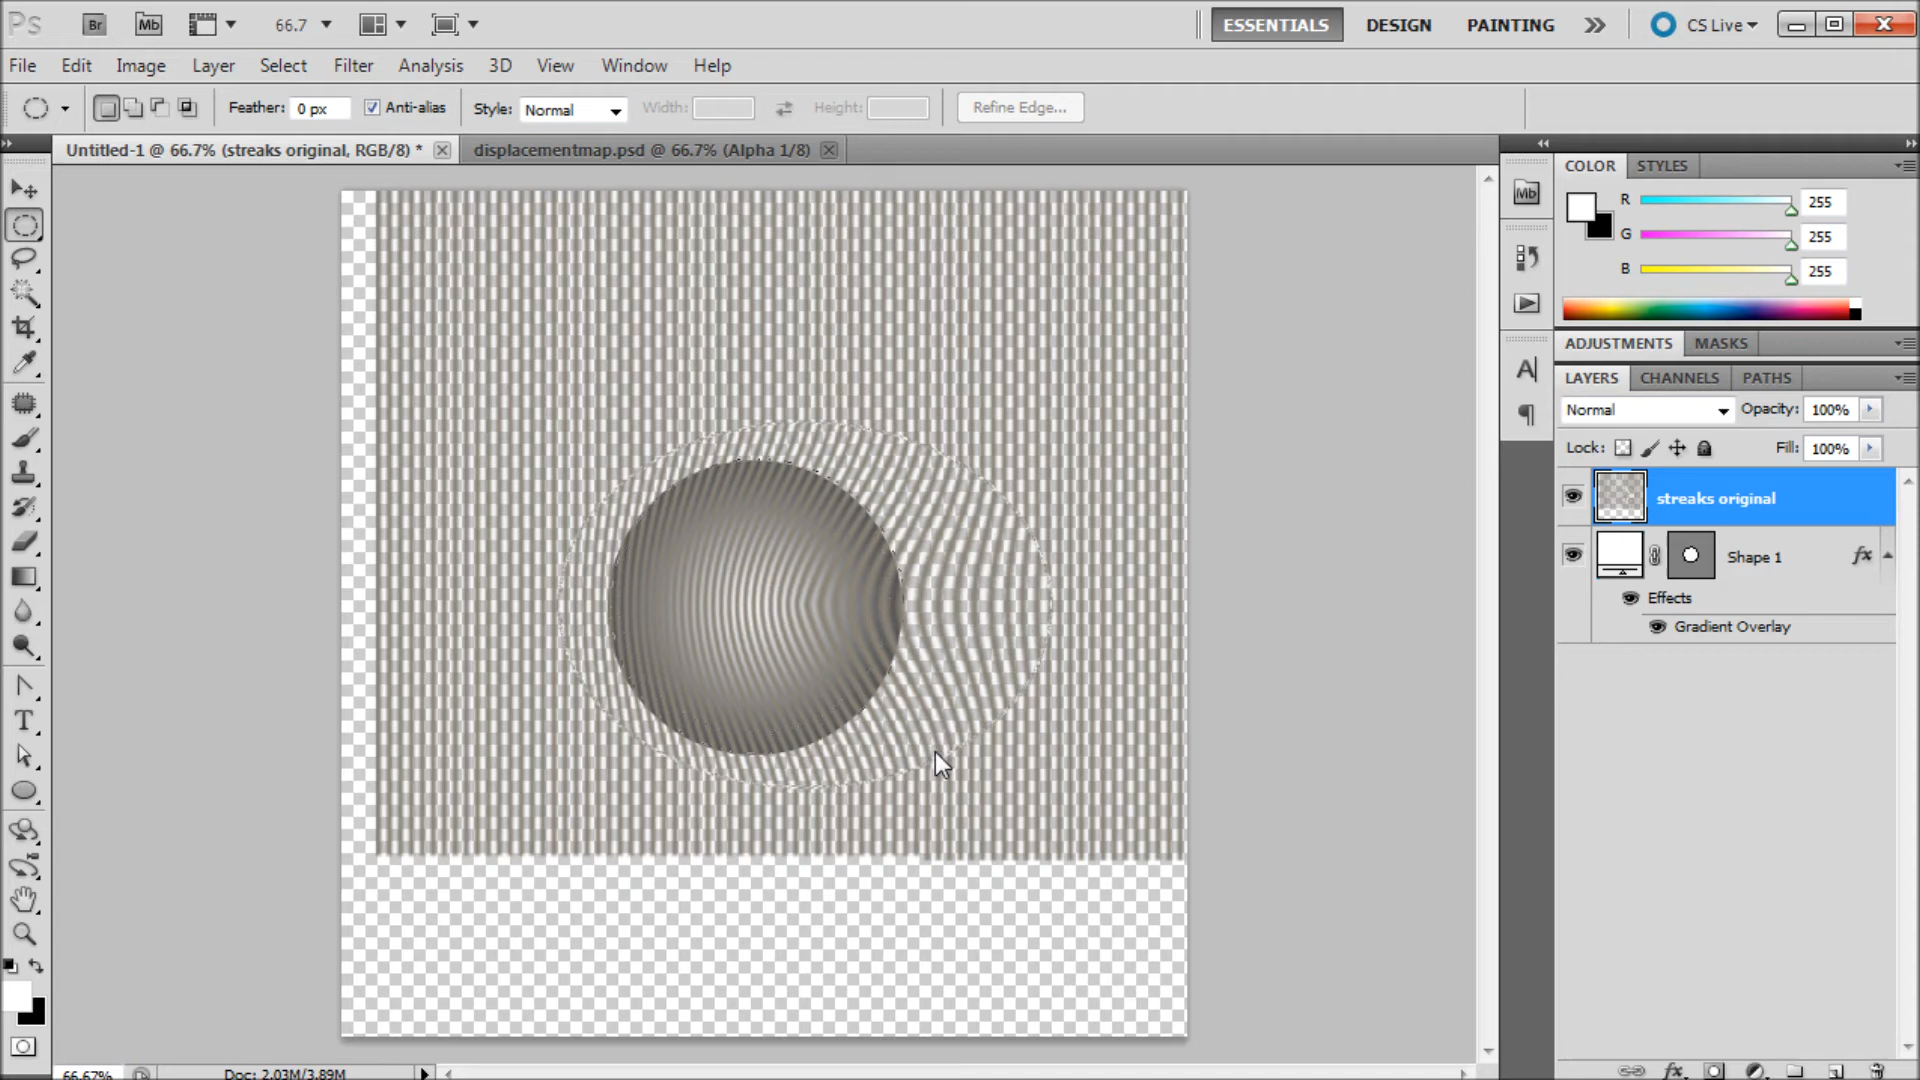 Ps Br Mb 66.7 ESSENTIALS DESIGN PAINTING CS Live
File Edit Image Layer Select Filter Analysis 3D View Window Help
Feather: 0 px Anti-alias Style: Normal Width: Height: Refine Edge...
Untitled-1 @ 66.7% (streaks original, RGB/8) * displacementmap.psd @ 66.7% (Alpha 1/8)
COLOR STYLES
Mb
R 255
G 237
B 255
ADJUSTMENTS MASKS
LAYERS CHANNELS PATHS
Normal Opacity: 100%
Lock: Fill: 100%
streaks original
Shape 1 fx
Effects
Gradient Overlay
66.67% Doc: 2.03M/3.89M